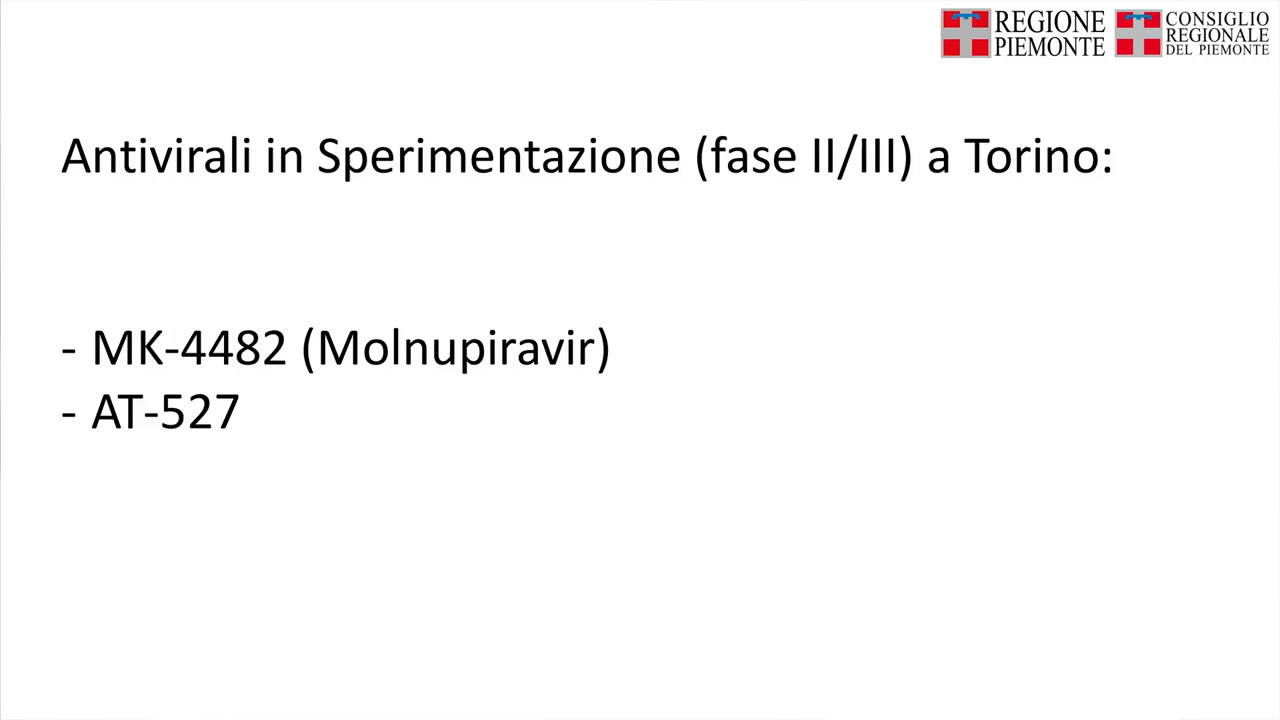 REGIONE
PIEMONTE
CONSIGLIO
REGIONALE
DEL PIEMONTE
Antivirali in Sperimentazione (fase II/III) a Torino:
- MK-4482 (Molnupiravir)
- AT-527